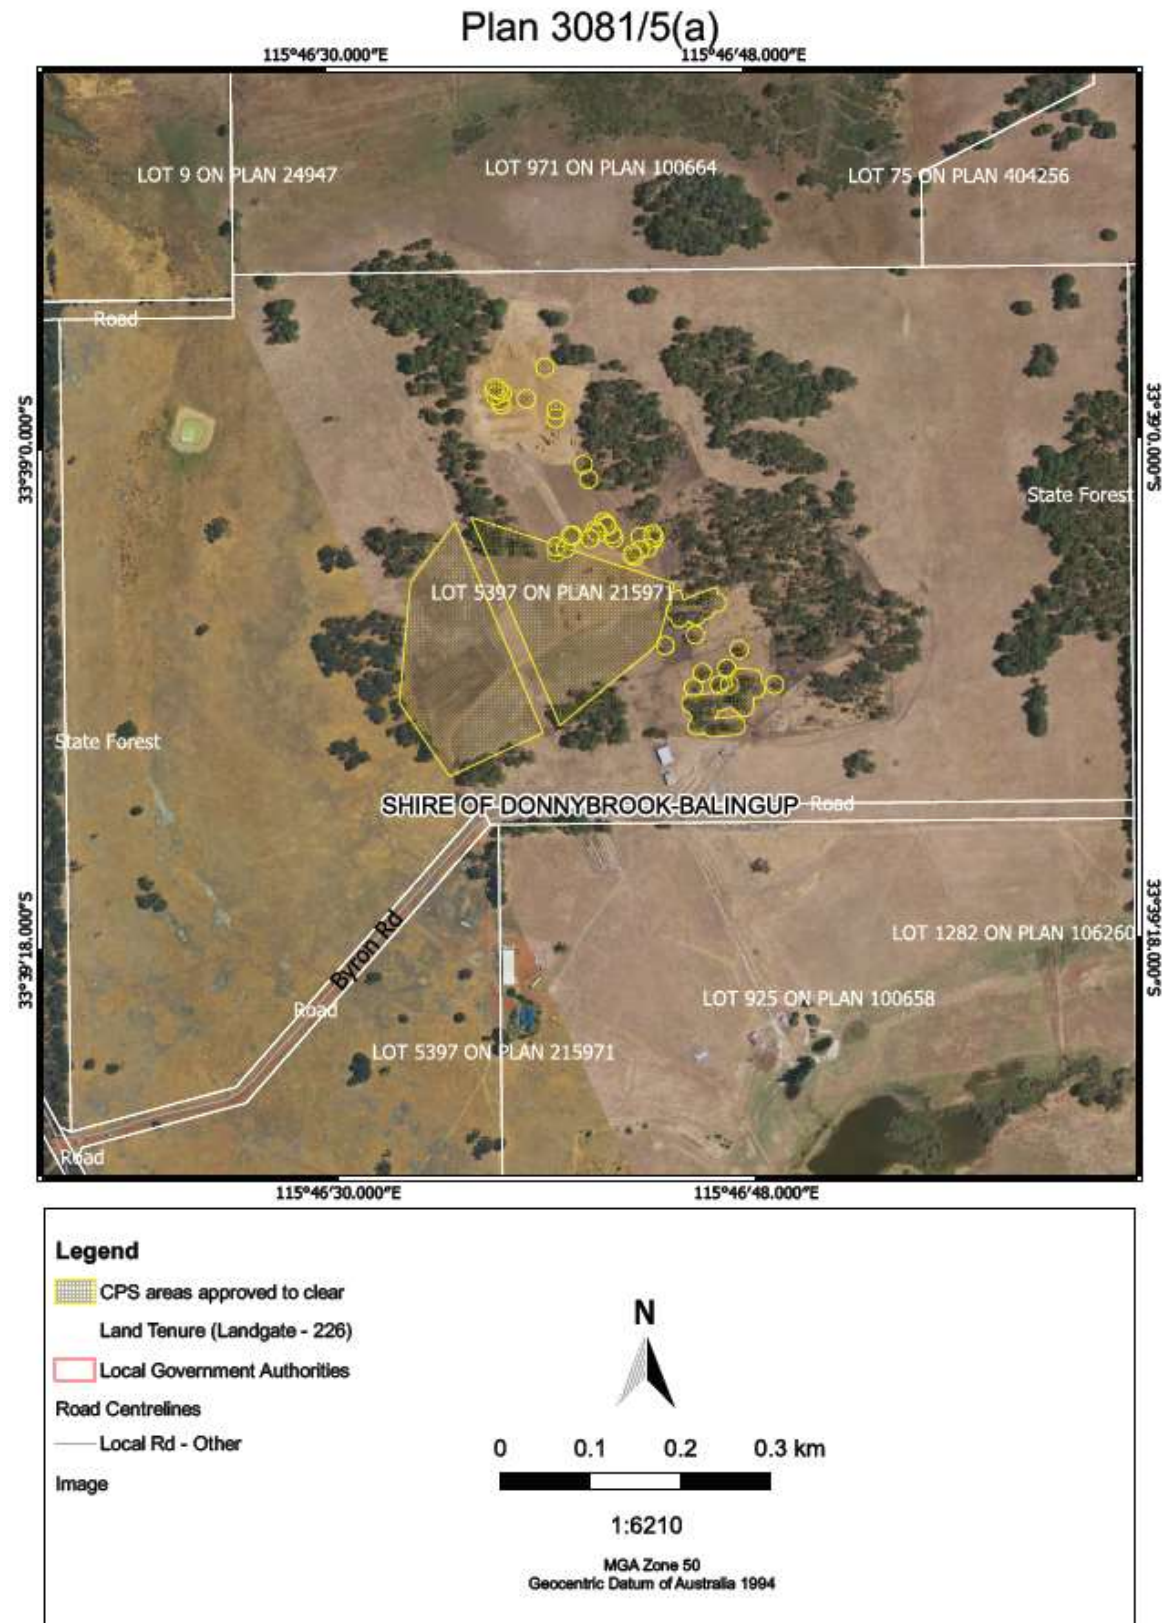 Plan 3081/5(a)
115°46'30.000"E
115°46'48.000"E
LOT 9 ON PLAN 24947
LOT 971 ON PLAN 100664
LOT 75 ON PLAN 404256
Road
33°39'0.000"S
33°39'0.000"S
State Forest
LOT 5397 ON PLAN 215971
State Forest
SHIRE OF DONNYBROOK-BALINGUP
Road
33°39'18.000"S
33°39'18.000"S
Byron Rd
LOT 1282 ON PLAN 106260
LOT 925 ON PLAN 100658
Road
LOT 5397 ON PLAN 215971
Road
115°46'30.000"E
115°46'48.000"E
Legend
CPS areas approved to clear
Land Tenure (Landgate - 226)
Local Government Authorities
Road Centrelines
Local Rd - Other
Image
N
0 0.1 0.2 0.3 km
1:6210
MGA Zone 50
Geocentric Datum of Australia 1994